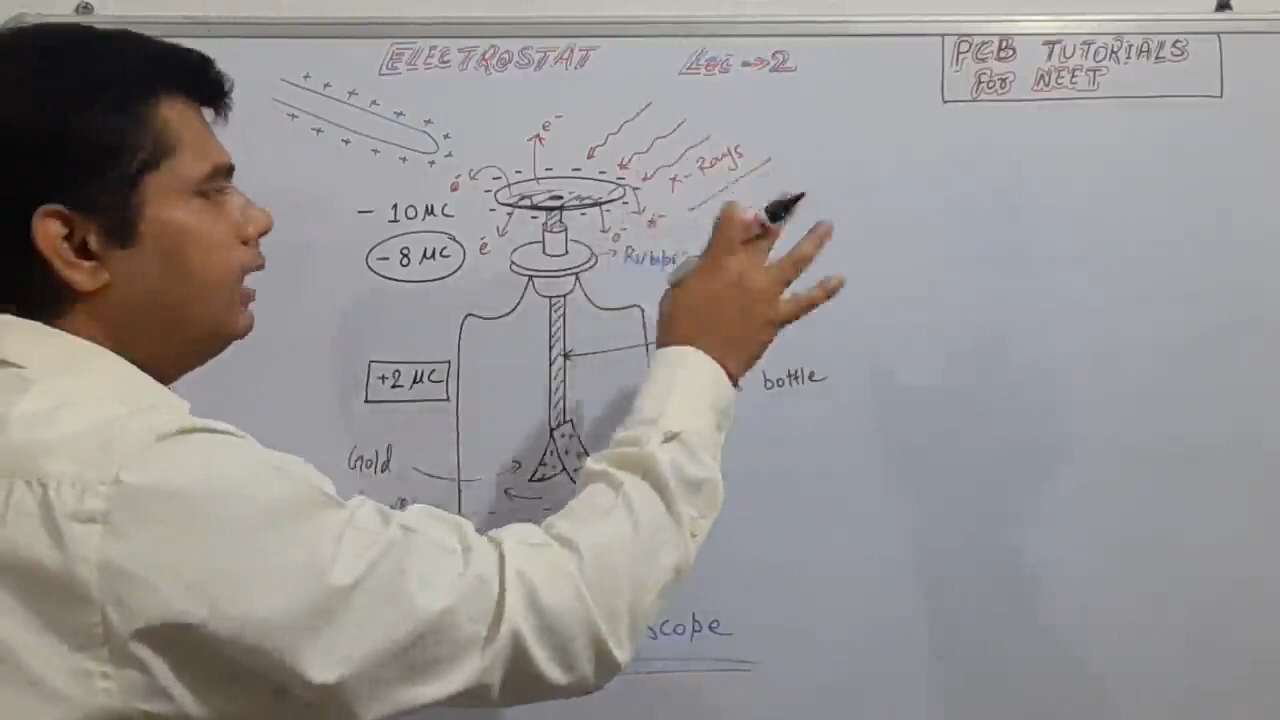 ELECTROSTAT Lec → 2
PCB TUTORIALS
For NEET
e⁻
X-Rays
e⁻
- 10 μC
e⁻
e⁻
- 8 μC
+2 μC
bottle
Gold
scope